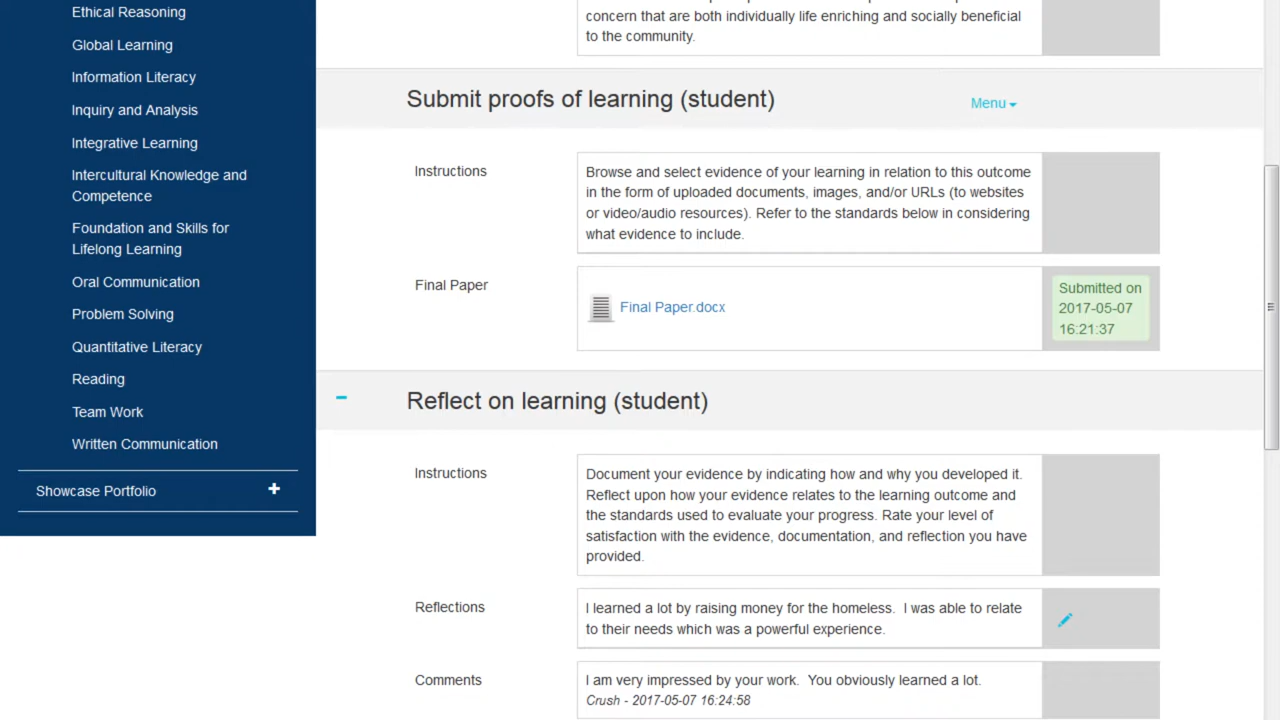 Ethical Reasoning
Global Learning
Information Literacy
Inquiry and Analysis
Integrative Learning
Intercultural Knowledge and
Competence
Foundation and Skills for
Lifelong Learning
Oral Communication
Problem Solving
Quantitative Literacy
Reading
Team Work
Written Communication
Showcase Portfolio
concern that are both individually life enriching and socially beneficial
to the community.
Submit proofs of learning (student)
Menu
Instructions
Browse and select evidence of your learning in relation to this outcome
in the form of uploaded documents, images, and/or URLs (to websites
or video/audio resources). Refer to the standards below in considering
what evidence to include.
Final Paper
Final Paper.docx
Submitted on
2017-05-07
16:21:37
Reflect on learning (student)
Instructions
Document your evidence by indicating how and why you developed it.
Reflect upon how your evidence relates to the learning outcome and
the standards used to evaluate your progress. Rate your level of
satisfaction with the evidence, documentation, and reflection you have
provided.
Reflections
I learned a lot by raising money for the homeless.  I was able to relate
to their needs which was a powerful experience.
Comments
I am very impressed by your work.  You obviously learned a lot.
Crush - 2017-05-07 16:24:58